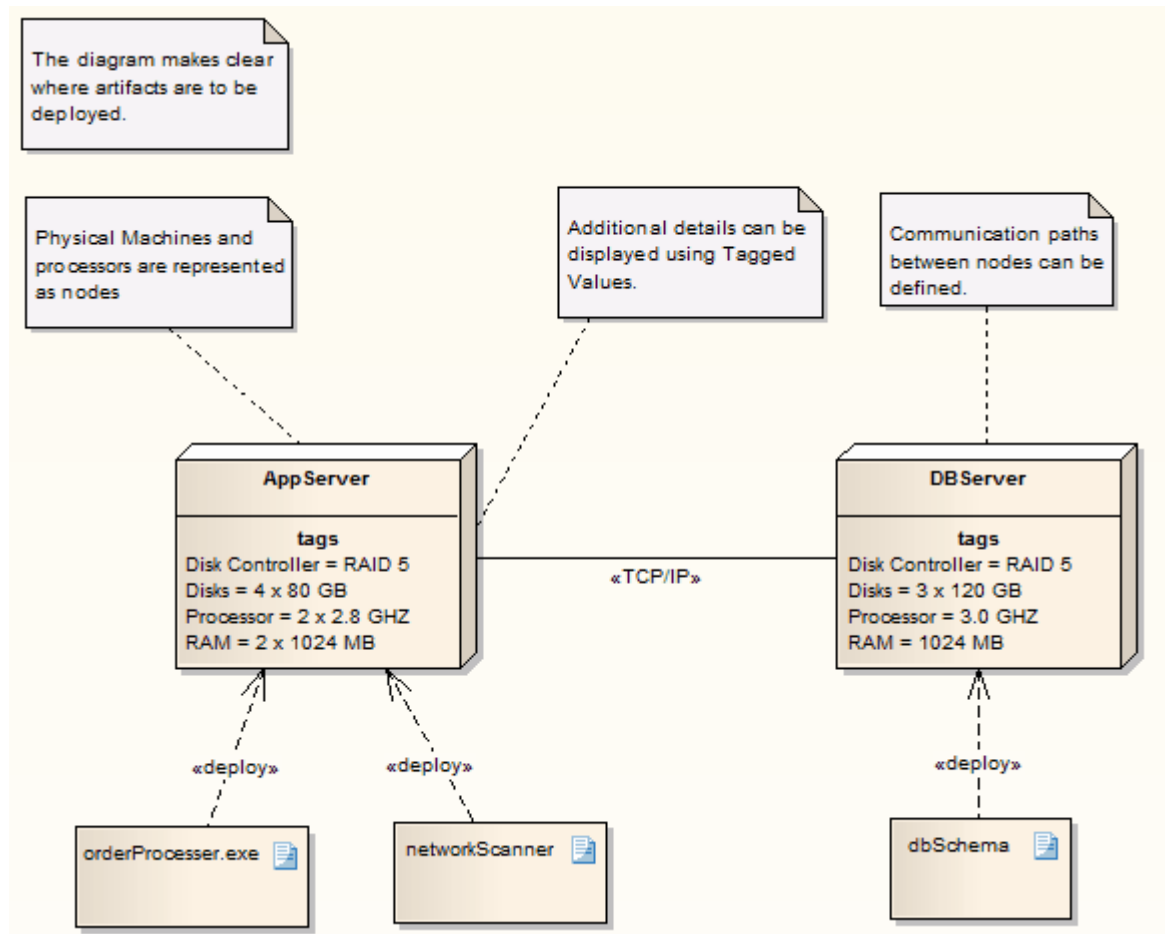 The diagram makes clear
where artifacts are to be
deployed.
Physical Machines and
processors are represented
as nodes
Additional details can be
displayed using Tagged
Values.
Communication paths
between nodes can be
defined.
AppServer
tags
Disk Controller = RAID 5
Disks = 4 x 80 GB
Processor = 2 x 2.8 GHZ
RAM = 2 x 1024 MB
«TCP/IP»
DBServer
tags
Disk Controller = RAID 5
Disks = 3 x 120 GB
Processor = 3.0 GHZ
RAM = 1024 MB
«deploy»
«deploy»
«deploy»
orderProcesser.exe
networkScanner
dbSchema